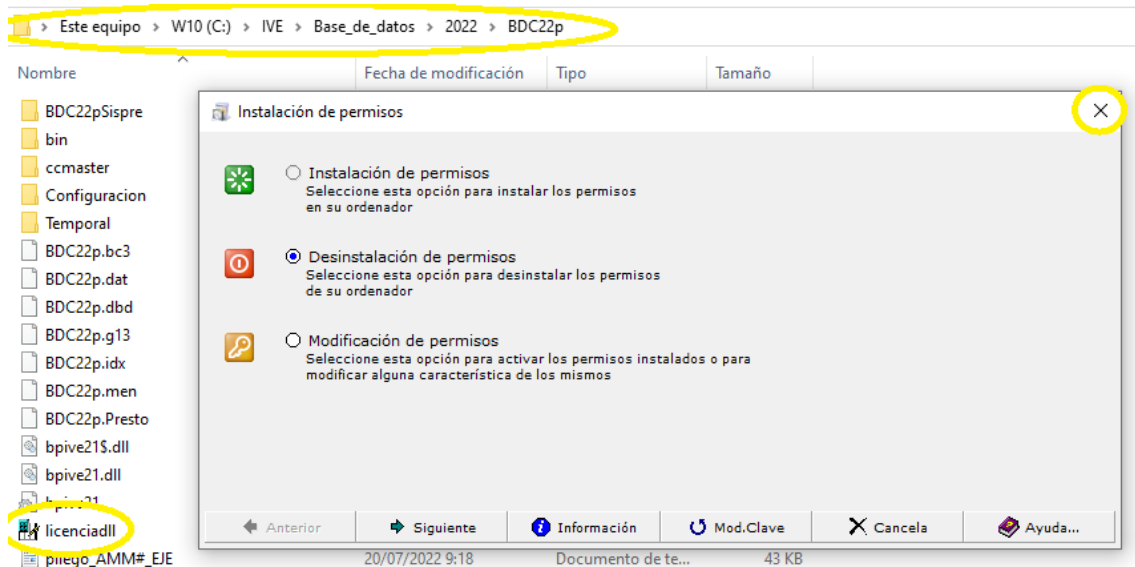 > Este equipo > W10 (C:) > IVE > Base_de_datos > 2022 > BDC22p
Nombre Fecha de modificación Tipo Tamaño
BDC22pSispre
bin
ccmaster
Configuracion
Temporal
BDC22p.bc3
BDC22p.dat
BDC22p.dbd
BDC22p.g13
BDC22p.idx
BDC22p.men
BDC22p.Presto
bpive21$.dll
bpive21.dll
bpive21
licenciadll
pliego_AMM#_EJE 20/07/2022 9:18 Documento de te... 43 KB
Instalación de permisos
Instalación de permisos
Seleccione esta opción para instalar los permisos
en su ordenador
Desinstalación de permisos
Seleccione esta opción para desinstalar los permisos
de su ordenador
Modificación de permisos
Seleccione esta opción para activar los permisos instalados o para
modificar alguna característica de los mismos
Anterior Siguiente Información Mod.Clave Cancela Ayuda...